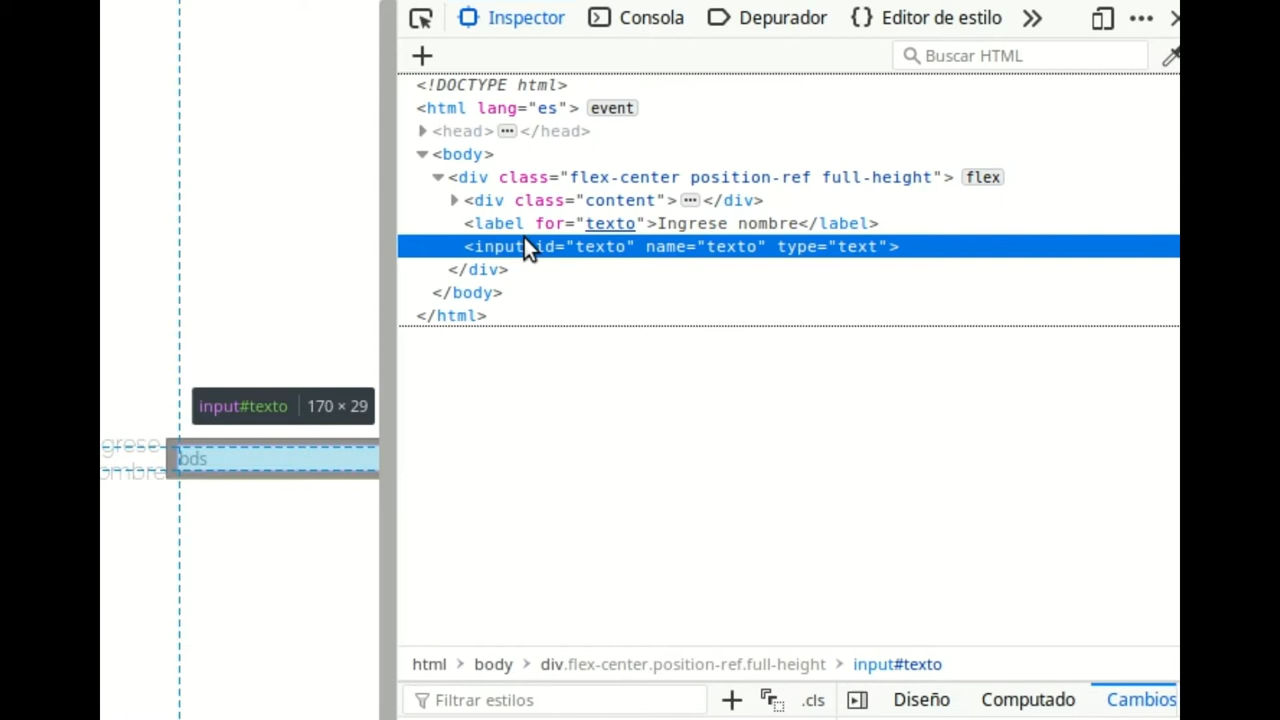 Inspector Consola Depurador Editor de estilo
Buscar HTML
<!DOCTYPE html>
<html lang="es"> event
<head> ••• </head>
<body>
<div class="flex-center position-ref full-height"> flex
<div class="content"> ••• </div>
<label for="texto">Ingrese nombre</label>
<input id="texto" name="texto" type="text">
</div>
</body>
</html>
input#texto 170 × 29
grese
ombre
bds
html > body > div.flex-center.position-ref.full-height > input#texto
Filtrar estilos .cls Diseño Computado Cambios